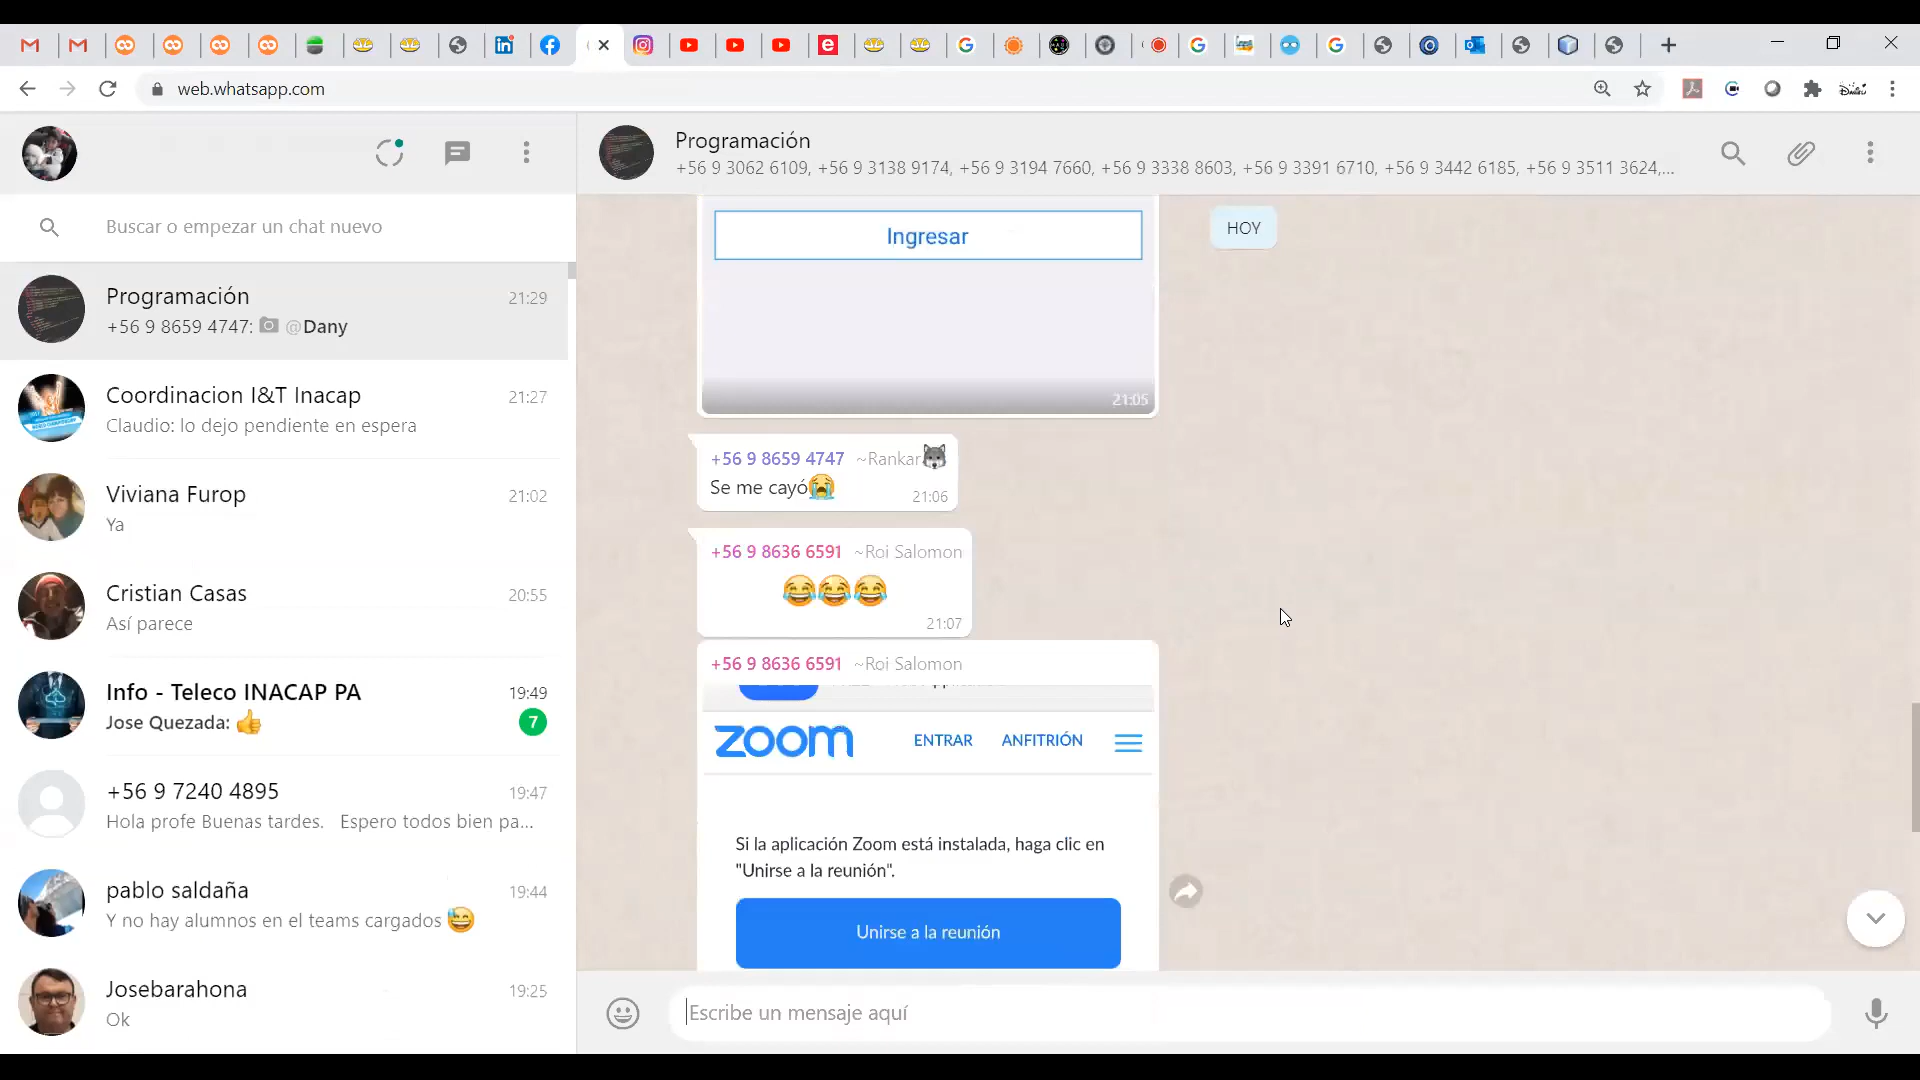 web.whatsapp.com
Buscar o empezar un chat nuevo
Programación
21:29
+56 9 8659 4747: @Dany
Coordinacion I&T Inacap
21:27
Claudio: lo dejo pendiente en espera
Viviana Furop
21:02
Ya
Cristian Casas
20:55
Así parece
Info - Teleco INACAP PA
19:49
Jose Quezada: 👍
7
+56 9 7240 4895
19:47
Hola profe Buenas tardes. Espero todos bien pa...
pablo saldaña
19:44
Y no hay alumnos en el teams cargados 😅
Josebarahona
19:25
Ok
Programación
+56 9 3062 6109, +56 9 3138 9174, +56 9 3194 7660, +56 9 3338 8603, +56 9 3391 6710, +56 9 3442 6185, +56 9 3511 3624,...
HOY
Ingresar
21:05
+56 9 8659 4747 ~Rankar🐺
Se me cayó😭
21:06
+56 9 8636 6591 ~Roi Salomon
😂😂😂
21:07
+56 9 8636 6591 ~Roi Salomon
zoom
ENTRAR
ANFITRIÓN
Si la aplicación Zoom está instalada, haga clic en
"Unirse a la reunión".
Unirse a la reunión
Escribe un mensaje aquí